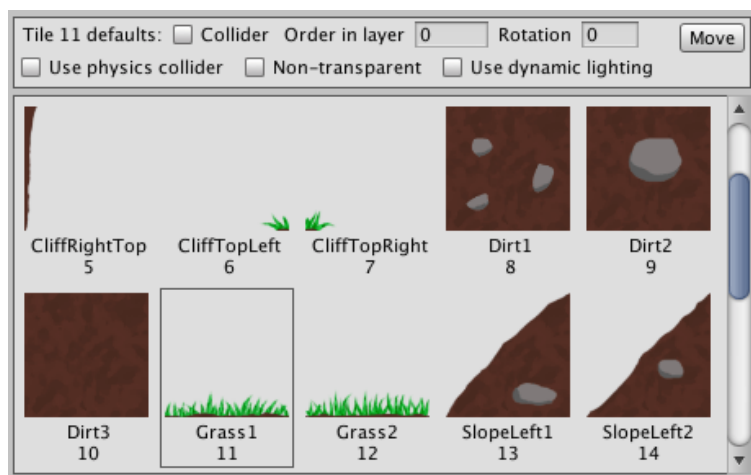 Tile 11 defaults: Collider Order in layer 0 Rotation 0 Move
Use physics collider Non-transparent Use dynamic lighting
CliffRightTop CliffTopLeft CliffTopRight Dirt1 Dirt2
5 6 7 8 9
Dirt3 Grass1 Grass2 SlopeLeft1 SlopeLeft2
10 11 12 13 14